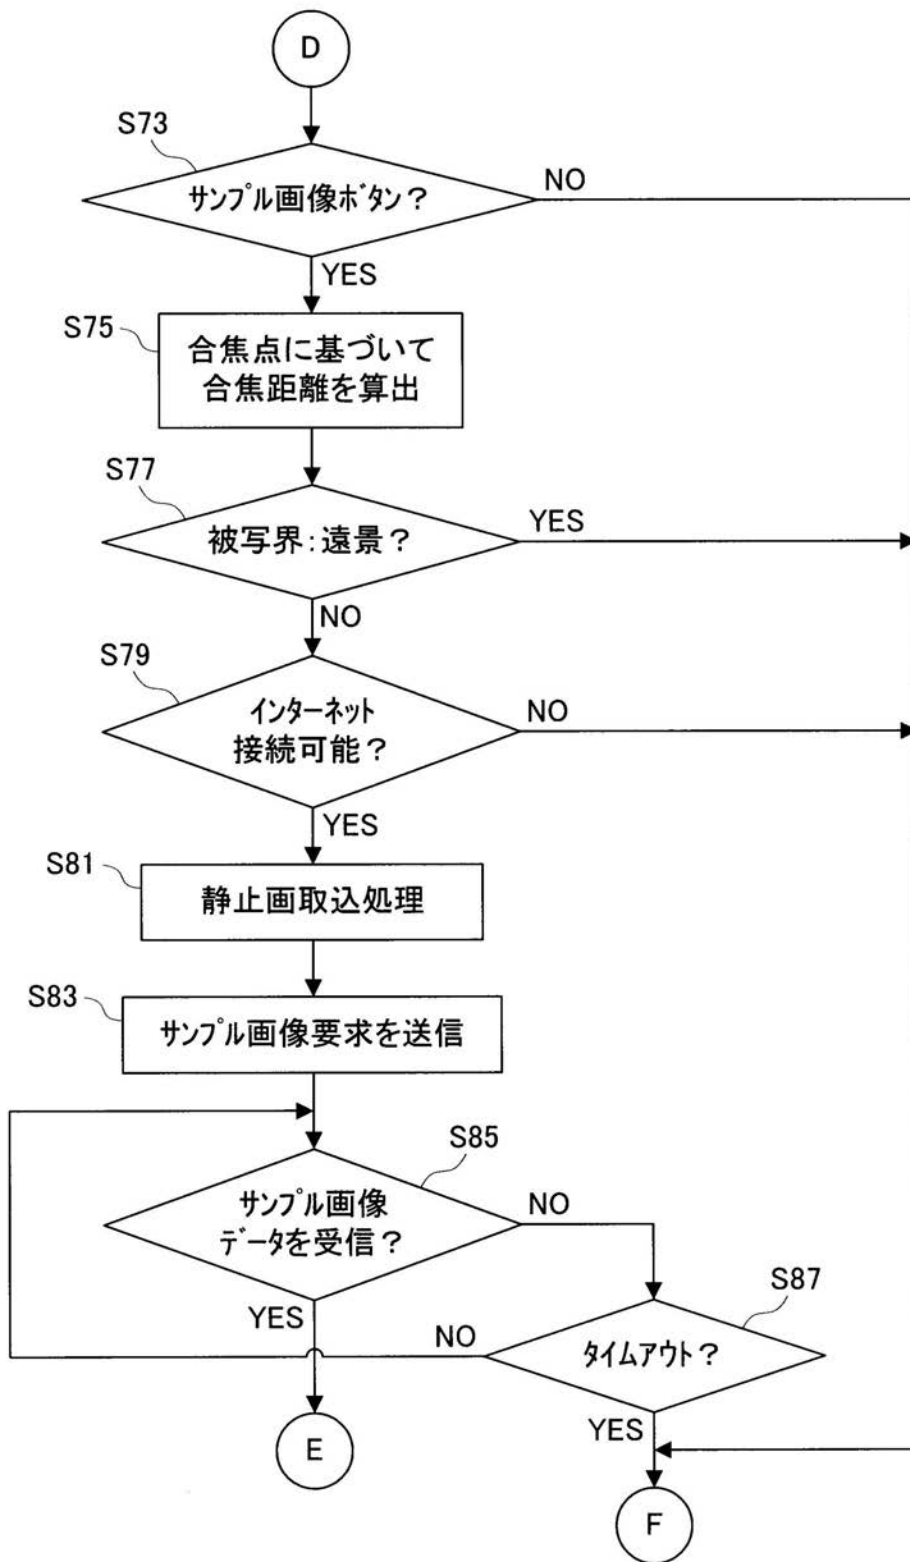 D
S73
サンプル画像ボタン?
NO
YES
S75
合焦点に基づいて
合焦距離を算出
S77
被写界:遠景?
YES
NO
S79
インターネット
接続可能?
NO
YES
S81
静止画取込処理
S83
サンプル画像要求を送信
S85
サンプル画像
データを受信?
NO
YES
S87
タイムアウト?
NO
YES
E
F